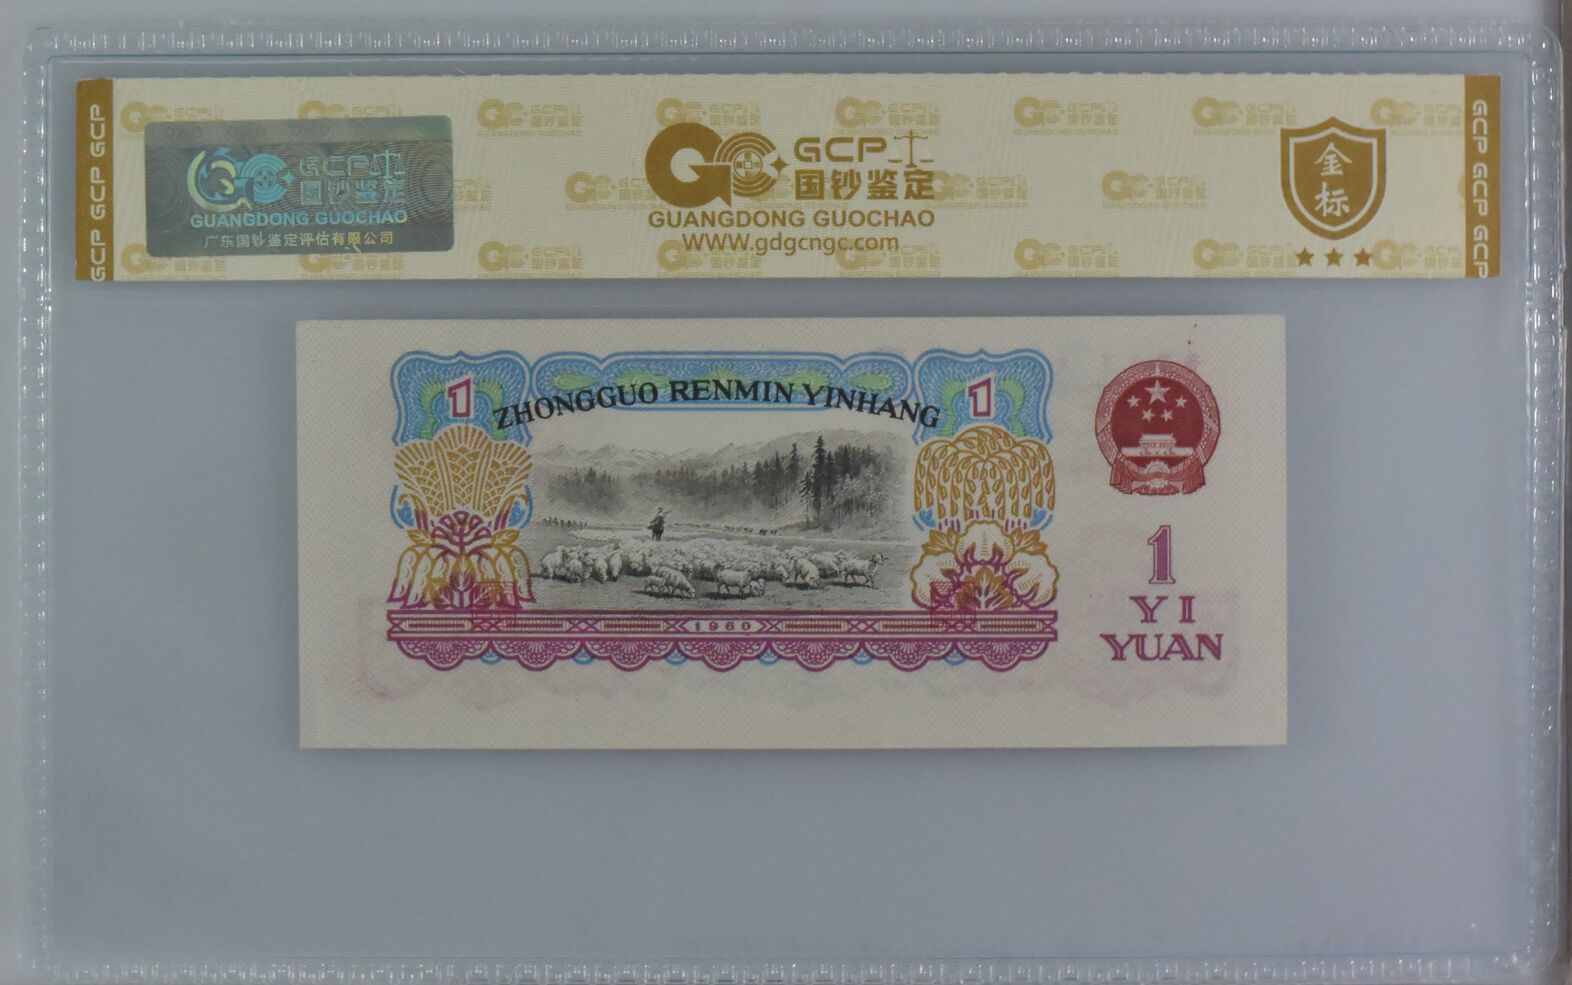 GCP GCP GCP
GCP
国钞鉴定
GUANGDONG GUOCHAO
广东国钞鉴定评估有限公司
GCP
国钞鉴定
GUANGDONG GUOCHAO
WWW.gdgcngc.com
金标
GCP GCP GCP
1
ZHONGGUO RENMIN YINHANG
1
1960
1
YI
YUAN